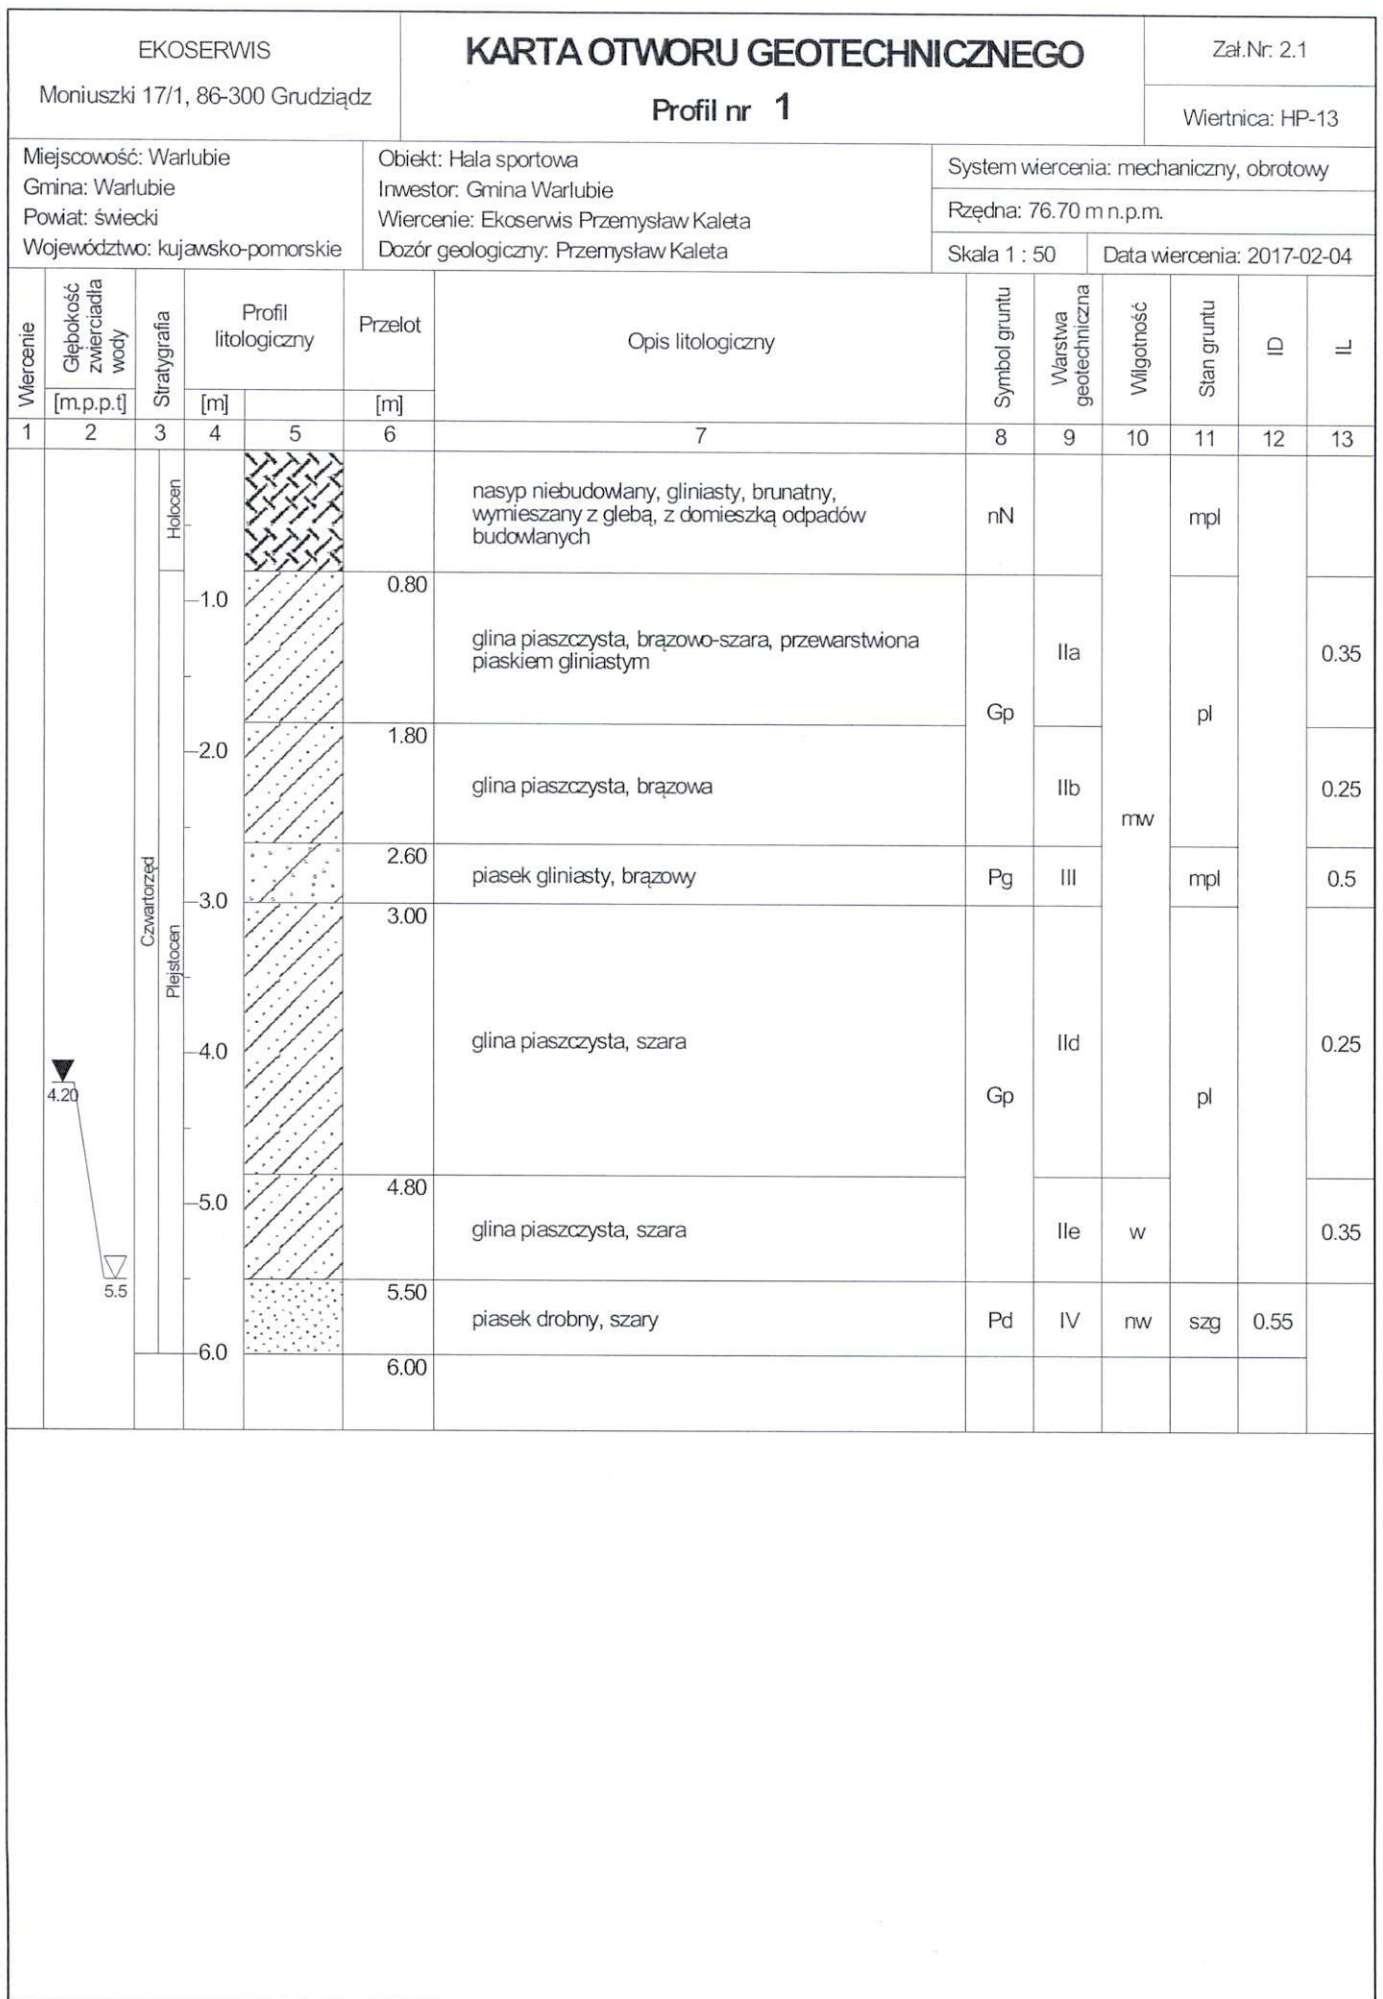 EKOSERWIS
Moniuszki 17/1, 86-300 Grudziądz
KARTA OTWORU GEOTECHNICZNEGO
Profil nr 1
Zał.Nr: 2.1
Wiertnica: HP-13
Miejscowość: Warlubie
Gmina: Warlubie
Powiat: świecki
Województwo: kujawsko-pomorskie
Obiekt: Hala sportowa
Inwestor: Gmina Warlubie
Wiercenie: Ekoserwis Przemysław Kaleta
Dozór geologiczny: Przemysław Kaleta
System wiercenia: mechaniczny, obrotowy
Rzędna: 76.70 m n.p.m.
Skala 1 : 50
Data wiercenia: 2017-02-04
Wiercenie
Głębokość
zwierciadła
wody
[m.p.p.t]
Stratygrafia
Profil
litologiczny
[m]
Przelot
[m]
Opis litologiczny
Symbol gruntu
Warstwa
geotechniczna
Wilgotność
Stan gruntu
ID
IL
1 2 3 4 5 6 7 8 9 10 11 12 13
Holocen
nasyp niebudowlany, gliniasty, brunatny,
wymieszany z glebą, z domieszką odpadów
budowlanych
nN
mpl
0.80
1.0
glina piaszczysta, brązowo-szara, przewarstwiona
piaskiem gliniastym
IIa
0.35
Gp
pl
1.80
2.0
glina piaszczysta, brązowa
IIb
0.25
mw
2.60
piasek gliniasty, brązowy
Pg
III
mpl
0.5
Czwartorzęd
Plejstocen
3.0
3.00
glina piaszczysta, szara
IId
0.25
4.0
4.20
Gp
pl
4.80
5.0
glina piaszczysta, szara
IIe
w
0.35
5.5
5.50
piasek drobny, szary
Pd
IV
nw
szg
0.55
6.0
6.00